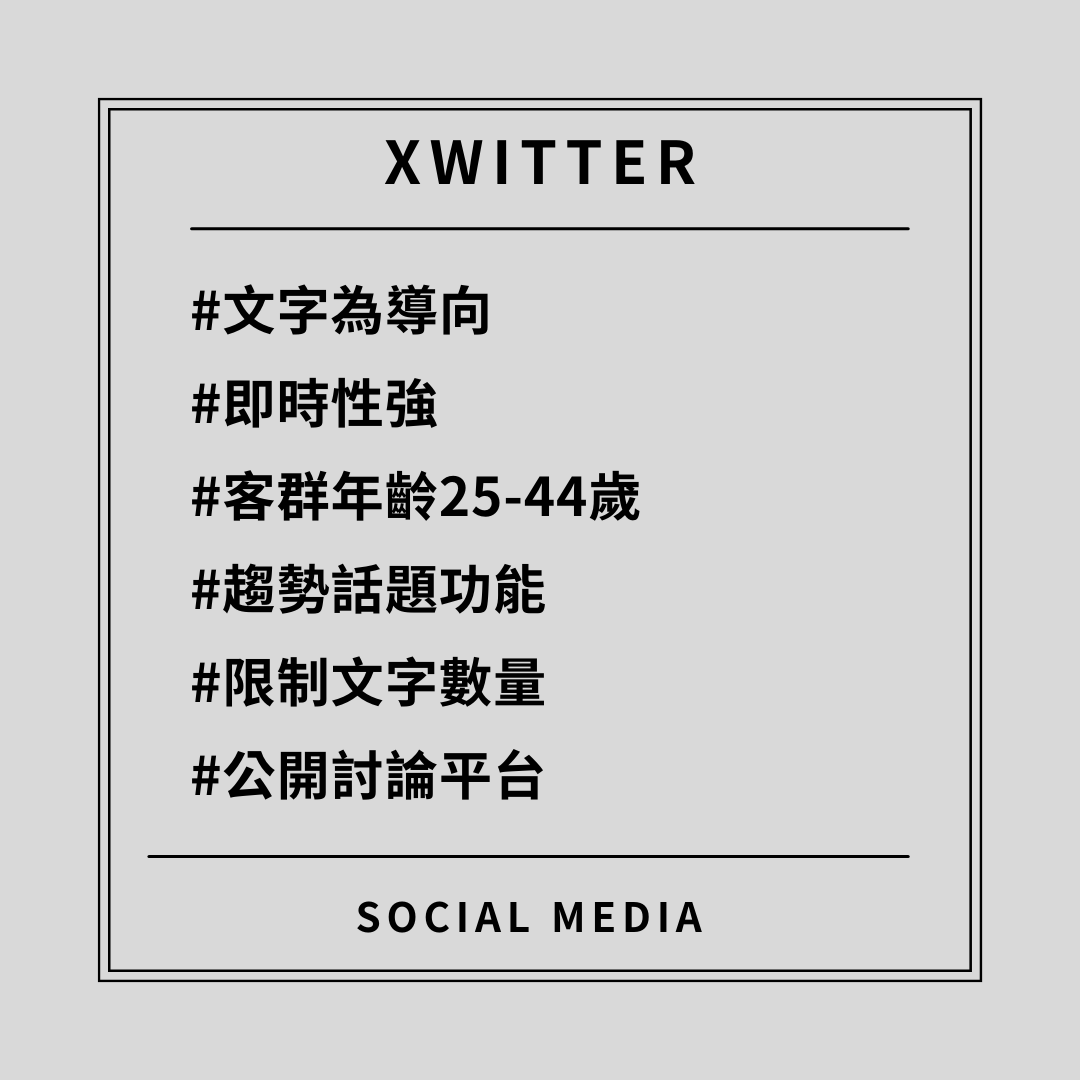 XWITTER
#文字為導向
#即時性強
#客群年齡25-44歲
#趨勢話題功能
#限制文字數量
#公開討論平台
SOCIAL MEDIA